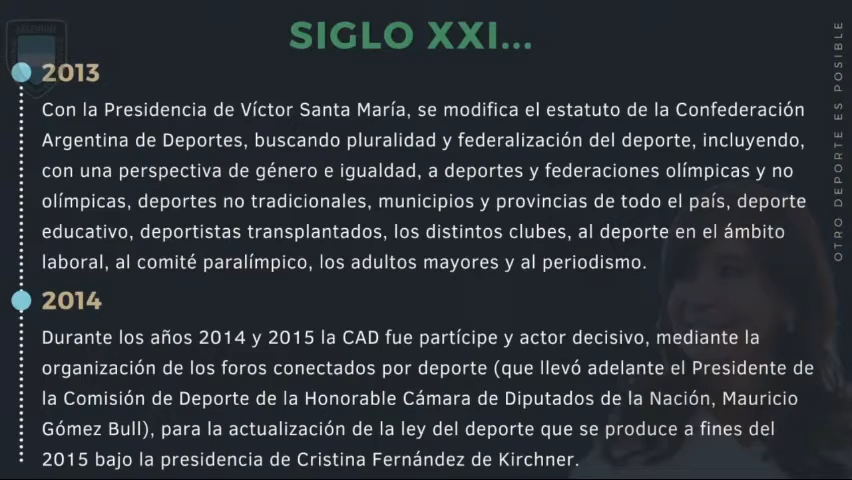 SIGLO XXI...
2013
Con la Presidencia de Víctor Santa María, se modifica el estatuto de la Confederación
Argentina de Deportes, buscando pluralidad y federalización del deporte, incluyendo,
con una perspectiva de género e igualdad, a deportes y federaciones olímpicas y no
olímpicas, deportes no tradicionales, municipios y provincias de todo el país, deporte
educativo, deportistas transplantados, los distintos clubes, al deporte en el ámbito
laboral, al comité paralímpico, los adultos mayores y al periodismo.
2014
Durante los años 2014 y 2015 la CAD fue partícipe y actor decisivo, mediante la
organización de los foros conectados por deporte (que llevó adelante el Presidente de
la Comisión de Deporte de la Honorable Cámara de Diputados de la Nación, Mauricio
Gómez Bull), para la actualización de la ley del deporte que se produce a fines del
2015 bajo la presidencia de Cristina Fernández de Kirchner.
OTRO DEPORTE ES POSIBLE